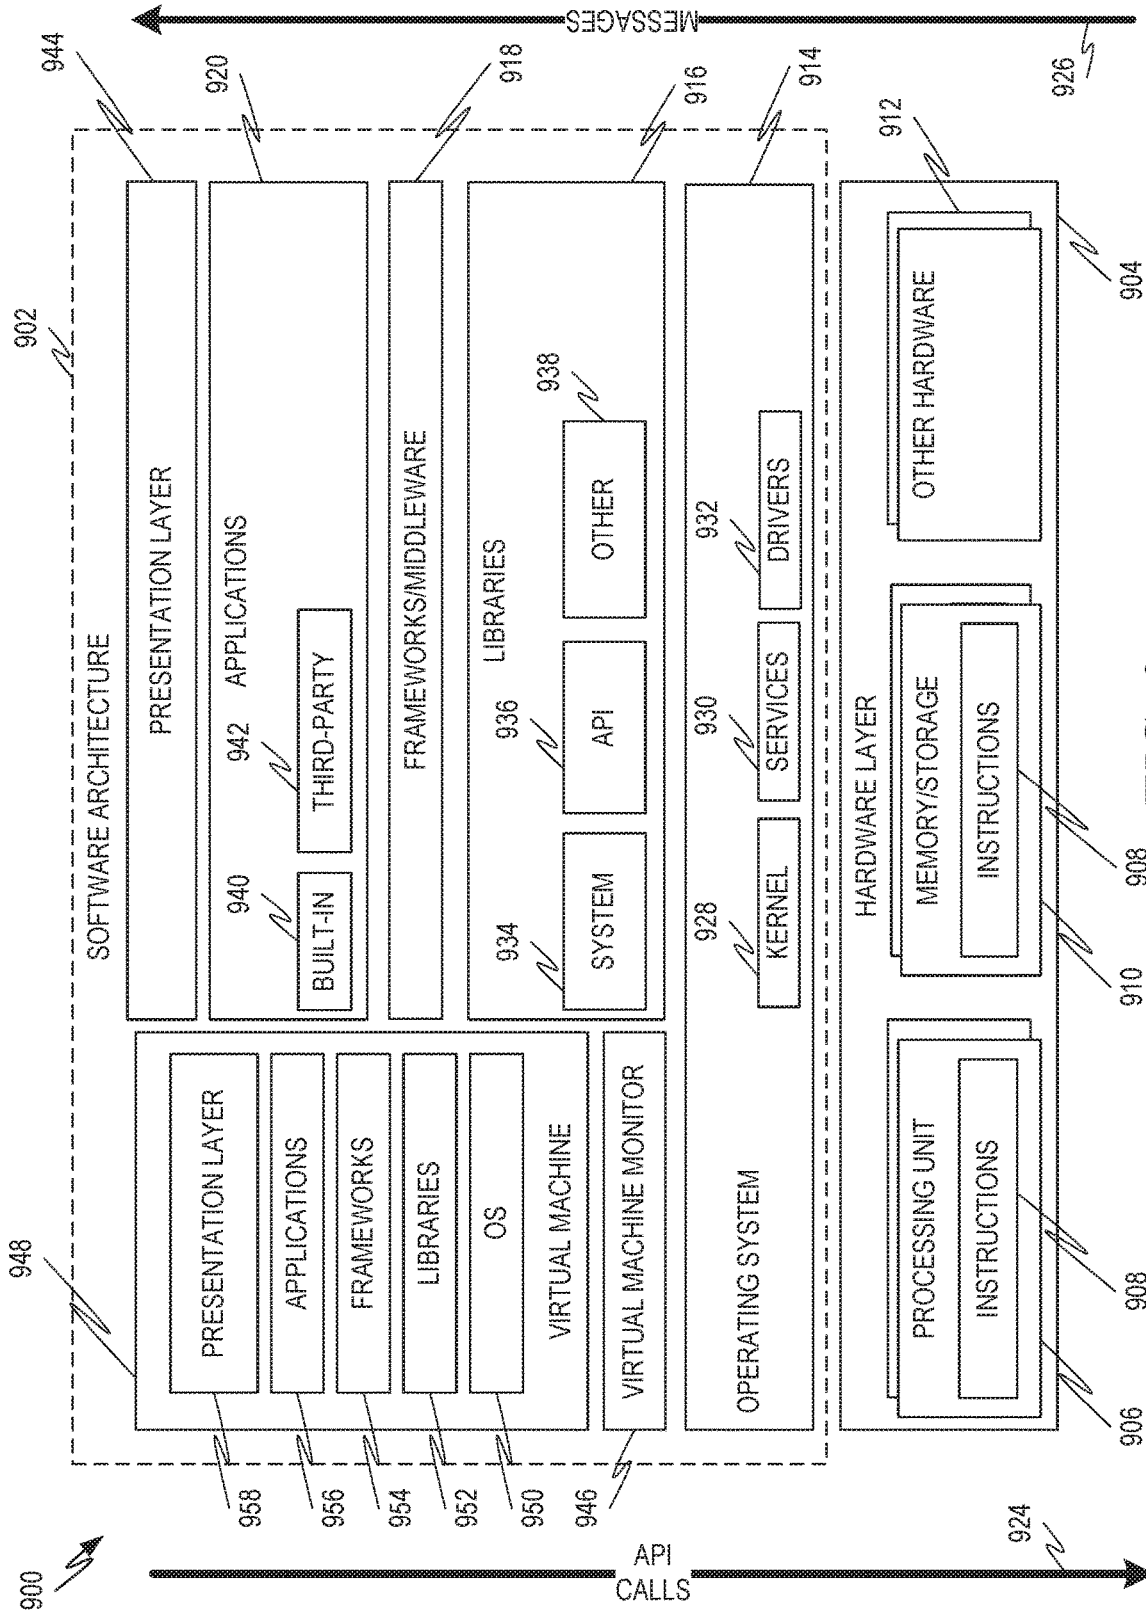 900
948
902
944
SOFTWARE ARCHITECTURE
PRESENTATION LAYER
958
PRESENTATION LAYER
920
APPLICATIONS
940
BUILT-IN
942
THIRD-PARTY
956
APPLICATIONS
954
FRAMEWORKS
FRAMEWORKS/MIDDLEWARE
918
952
LIBRARIES
950
OS
VIRTUAL MACHINE
LIBRARIES
934
SYSTEM
936
API
938
OTHER
916
946
VIRTUAL MACHINE MONITOR
API
CALLS
MESSAGES
OPERATING SYSTEM
928
KERNEL
930
SERVICES
932
DRIVERS
914
HARDWARE LAYER
912
PROCESSING UNIT
INSTRUCTIONS
MEMORY/STORAGE
INSTRUCTIONS
OTHER HARDWARE
924
906
908
910
908
904
926